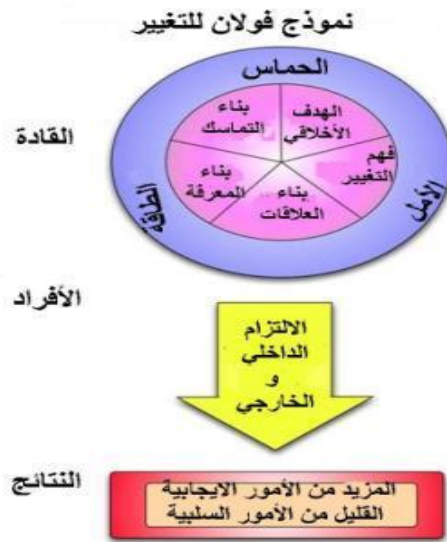 نموذج فولان للتغيير
الحماس
القادة
الهدف
الأخلاقي
بناء
التماسك
فهم
التغيير
بناء
المعرفة
بناء
العلاقات
الأمل
الطاقة
الأفراد
الالتزام
الداخلي
و
الخارجي
النتائج
المزيد من الأمور الايجابية
القليل من الأمور السلبية